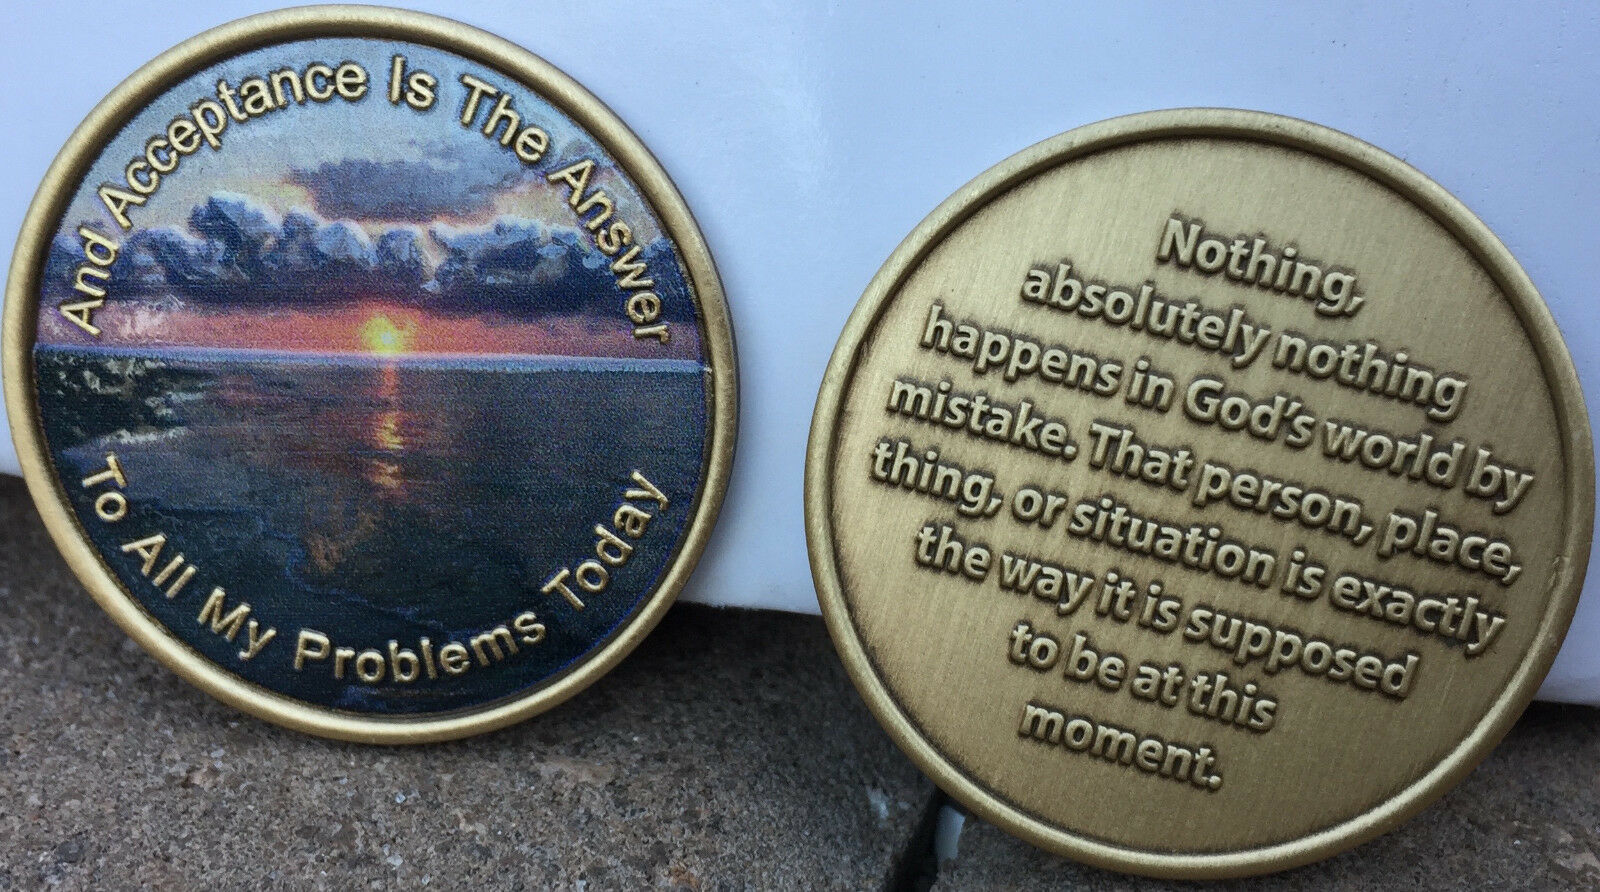 And Acceptance Is The Answer
To All My Problems Today
Nothing,
absolutely nothing
happens in God's world by
mistake. That person, place,
thing, or situation is exactly
the way it is supposed
to be at this
moment.